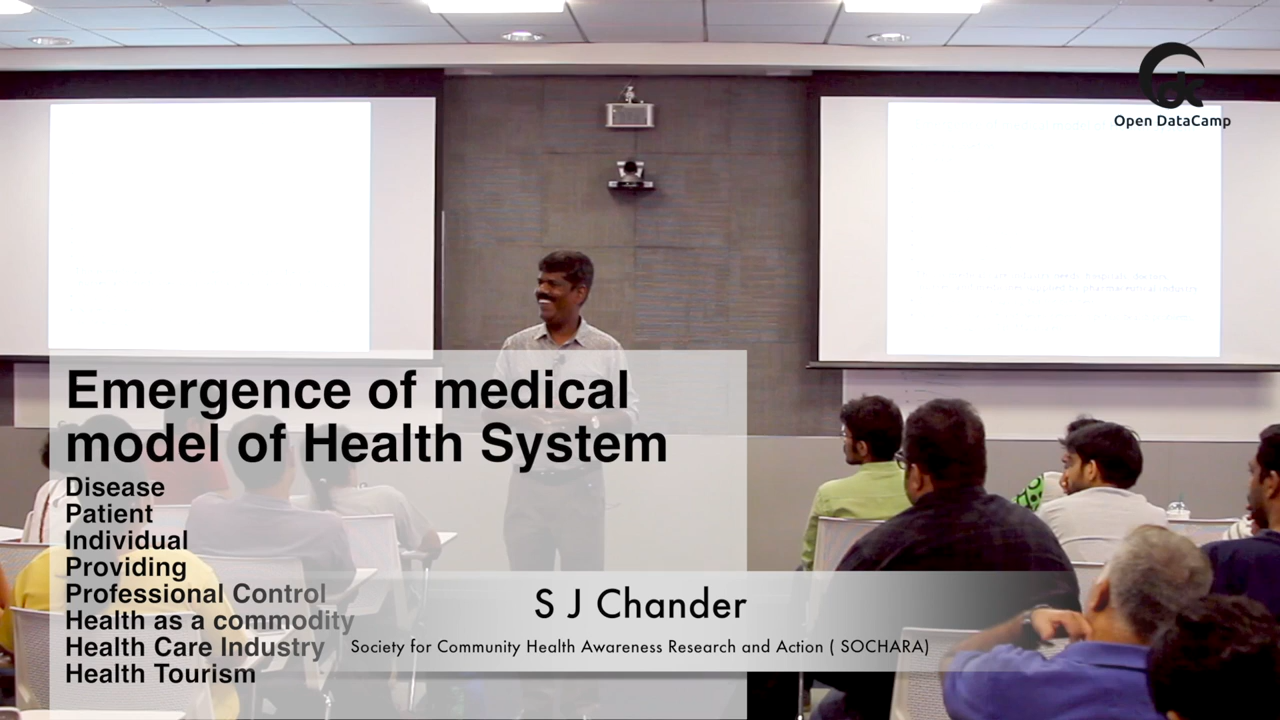 Open DataCamp
Emergence of medical
model of Health System
Disease
Patient
Individual
Providing
Professional Control
Health as a commodity
Health Care Industry
Health Tourism
S J Chander
Society for Community Health Awareness Research and Action ( SOCHARA)